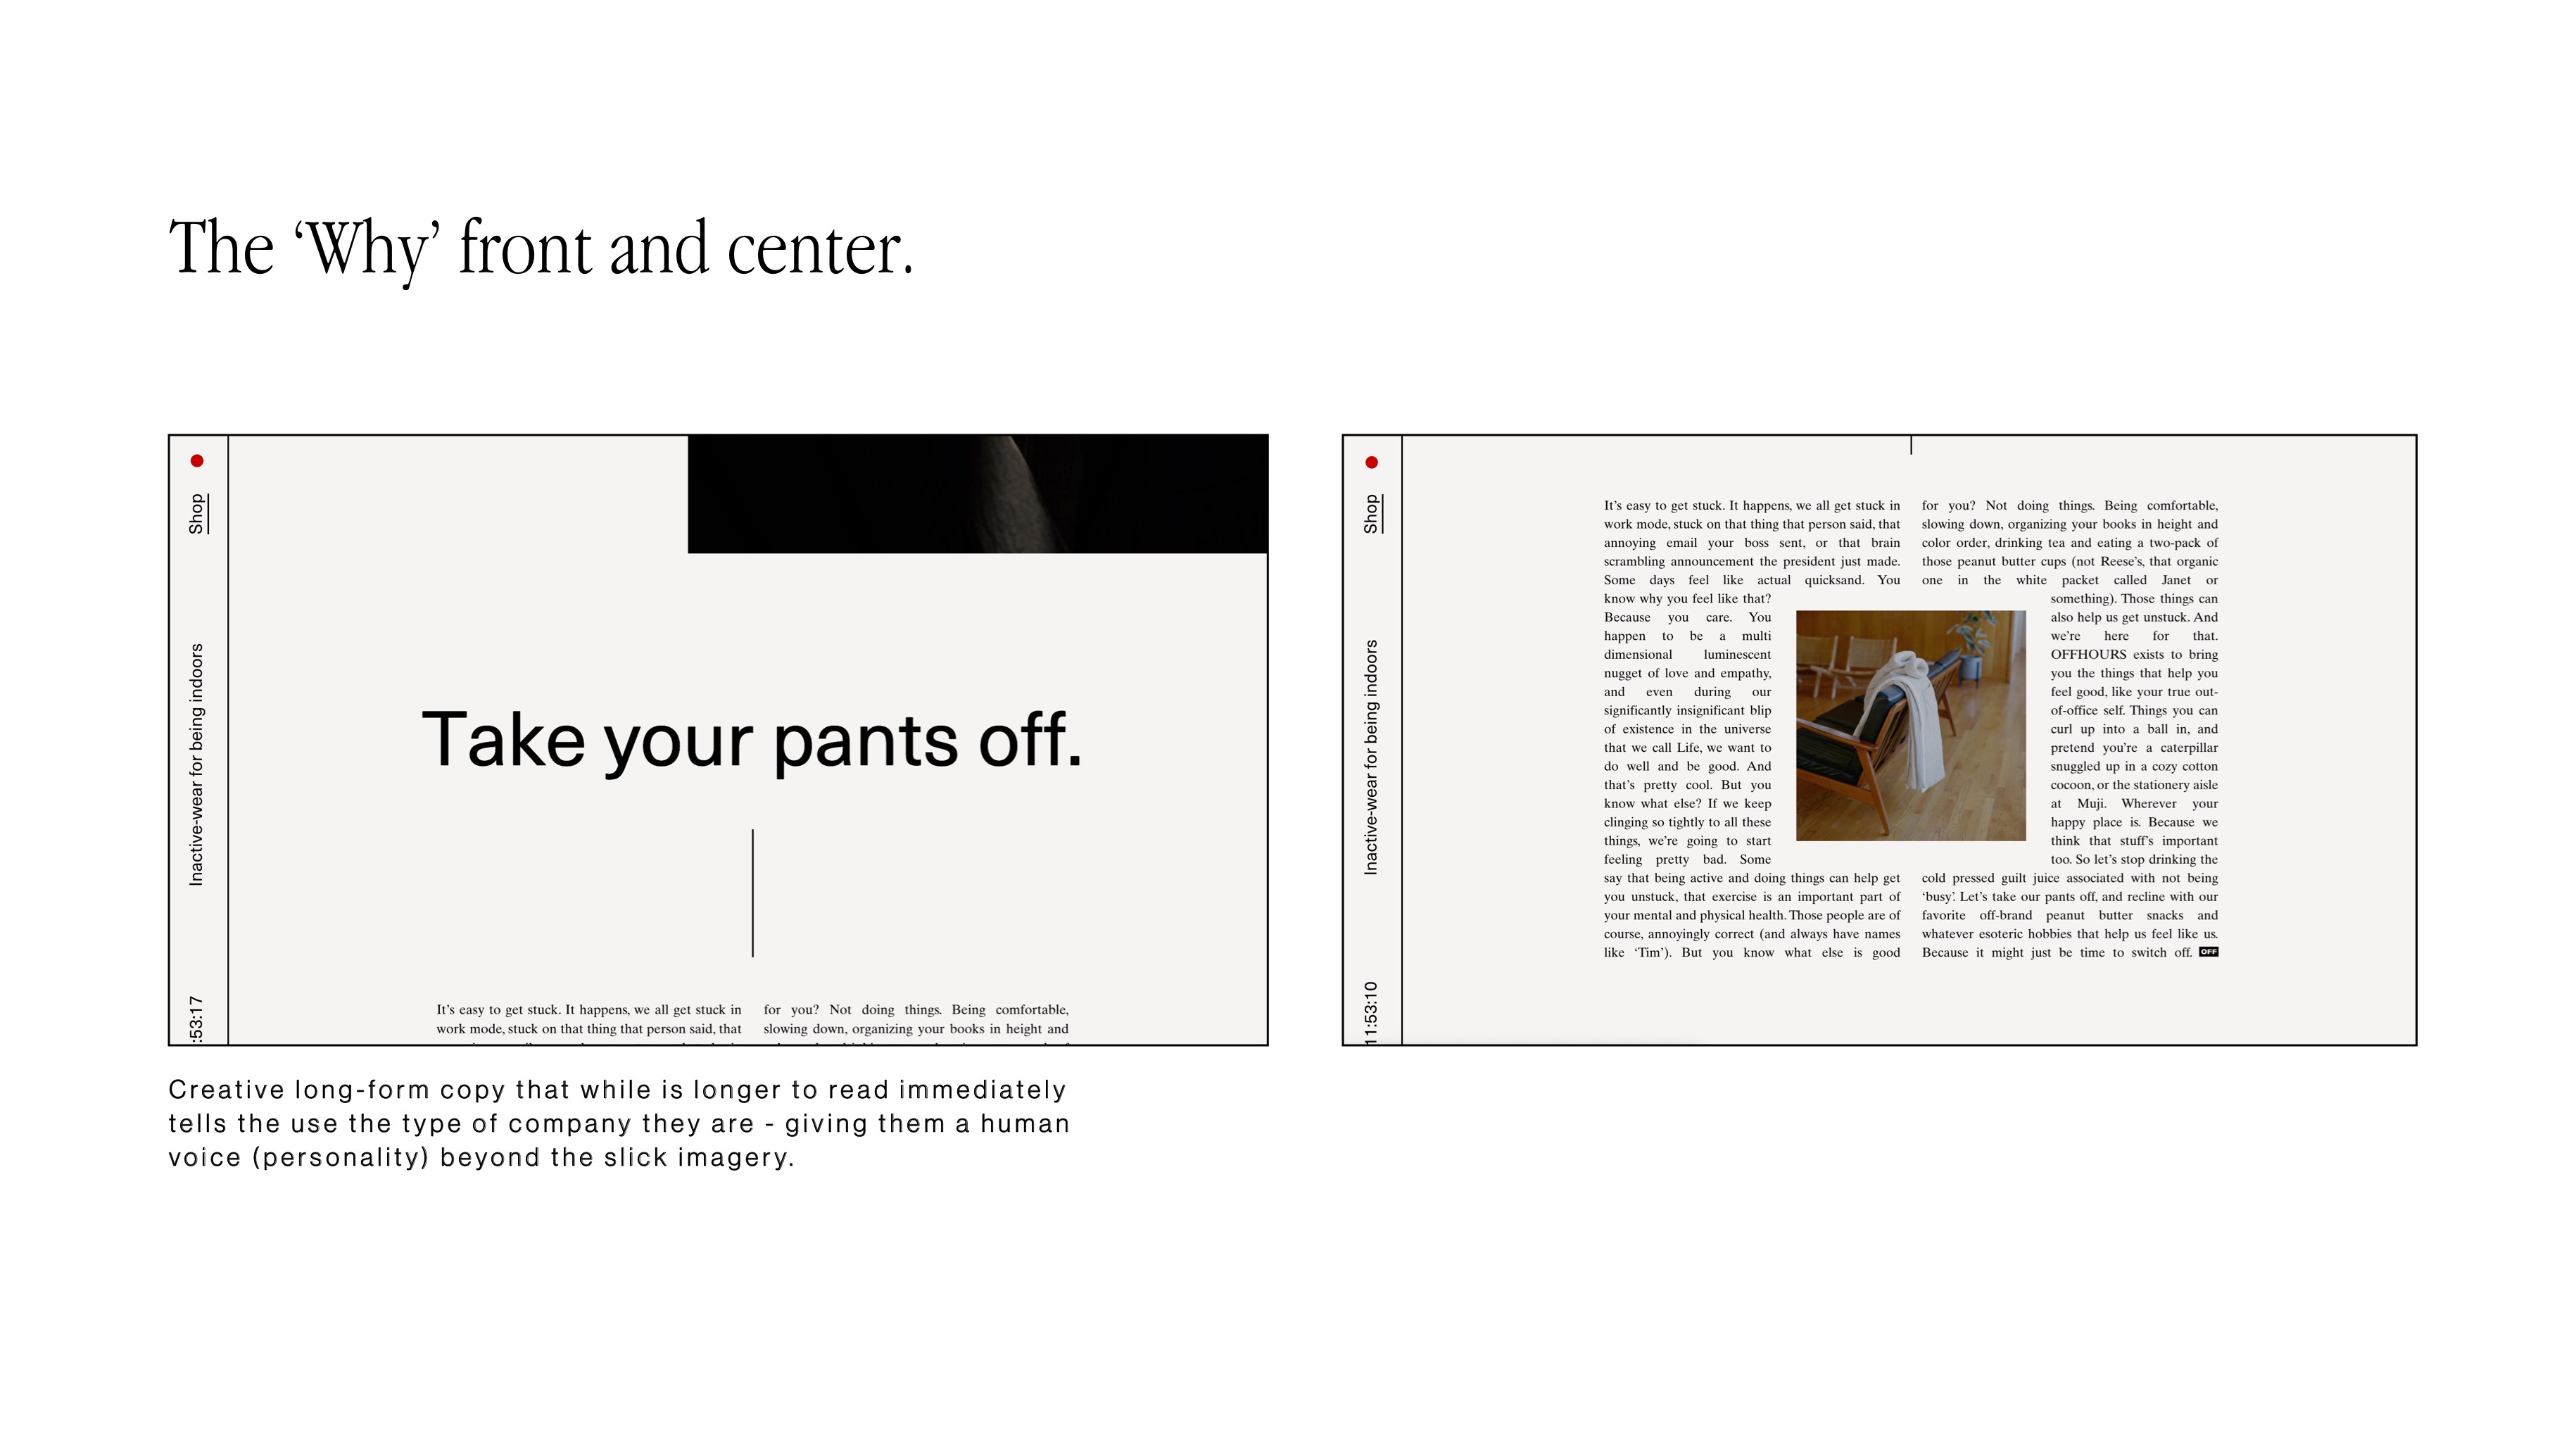 The ‘Why’ front and center.
Shop
Inactive-wear for being indoors
:53:17
Take your pants off.
It’s easy to get stuck. It happens, we all get stuck in
work mode, stuck on that thing that person said, that
for you? Not doing things. Being comfortable,
slowing down, organizing your books in height and
Creative long-form copy that while is longer to read immediately
tells the use the type of company they are - giving them a human
voice (personality) beyond the slick imagery.
Shop
Inactive-wear for being indoors
11:53:10
It’s easy to get stuck. It happens, we all get stuck in
work mode, stuck on that thing that person said, that
annoying email your boss sent, or that brain
scrambling announcement the president just made.
Some days feel like actual quicksand. You
know why you feel like that?
Because you care. You
happen to be a multi
dimensional luminescent
nugget of love and empathy,
and even during our
significantly insignificant blip
of existence in the universe
that we call Life, we want to
do well and be good. And
that’s pretty cool. But you
know what else? If we keep
clinging so tightly to all these
things, we’re going to start
feeling pretty bad. Some
say that being active and doing things can help get
you unstuck, that exercise is an important part of
your mental and physical health. Those people are of
course, annoyingly correct (and always have names
like ‘Tim’). But you know what else is good
for you? Not doing things. Being comfortable,
slowing down, organizing your books in height and
color order, drinking tea and eating a two-pack of
those peanut butter cups (not Reese’s, that organic
one in the white packet called Janet or
something). Those things can
also help us get unstuck. And
we’re here for that.
OFFHOURS exists to bring
you the things that help you
feel good, like your true out-
of-office self. Things you can
curl up into a ball in, and
pretend you’re a caterpillar
snuggled up in a cozy cotton
cocoon, or the stationery aisle
at Muji. Wherever your
happy place is. Because we
think that stuff’s important
too. So let’s stop drinking the
cold pressed guilt juice associated with not being
‘busy’. Let’s take our pants off, and recline with our
favorite off-brand peanut butter snacks and
whatever esoteric hobbies that help us feel like us.
Because it might just be time to switch off. OFF